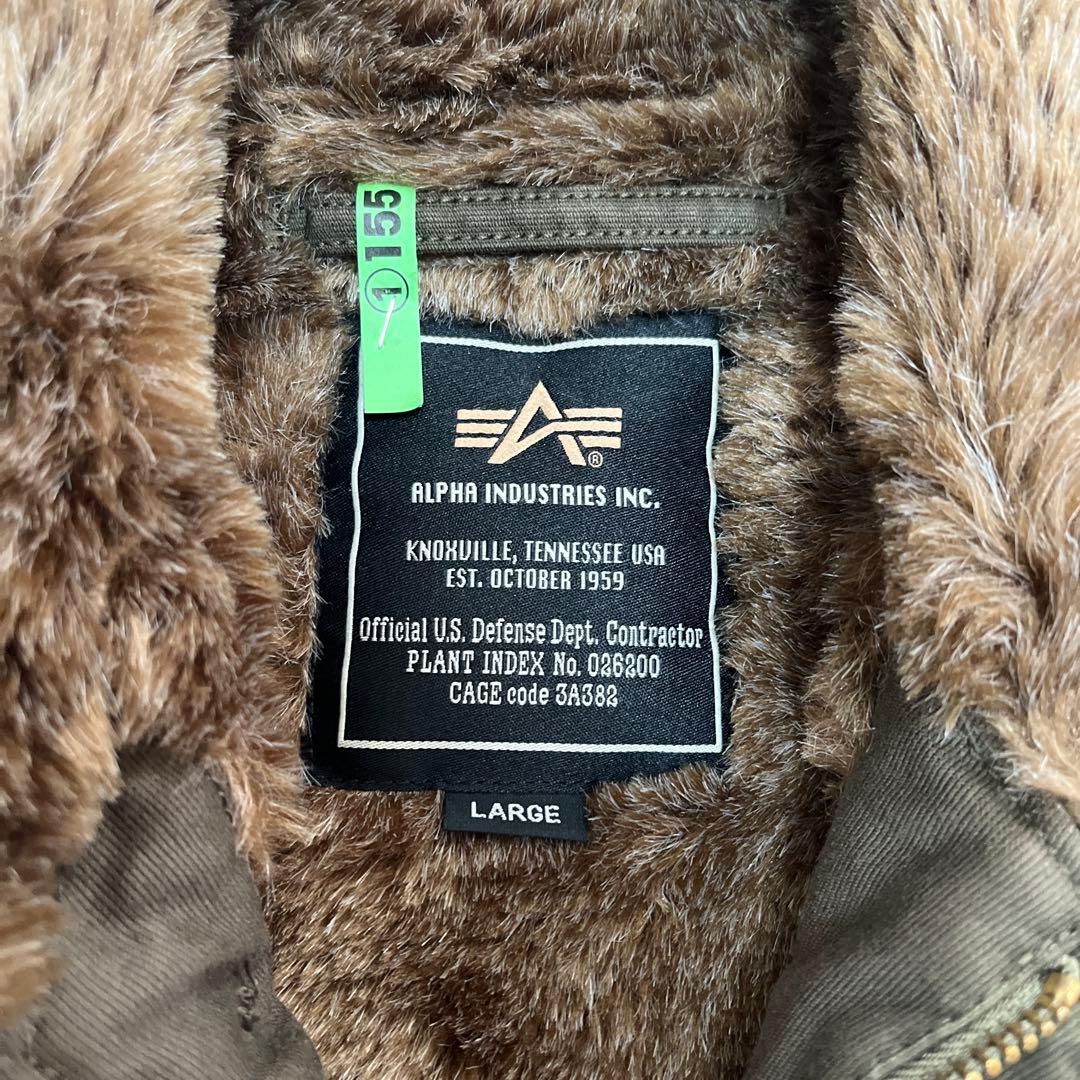 ①155
ALPHA INDUSTRIES INC.
KNOXVILLE, TENNESSEE USA
EST. OCTOBER 1959
Official U.S. Defense Dept. Contractor
PLANT INDEX No. 026200
CAGE code 3A382
LARGE